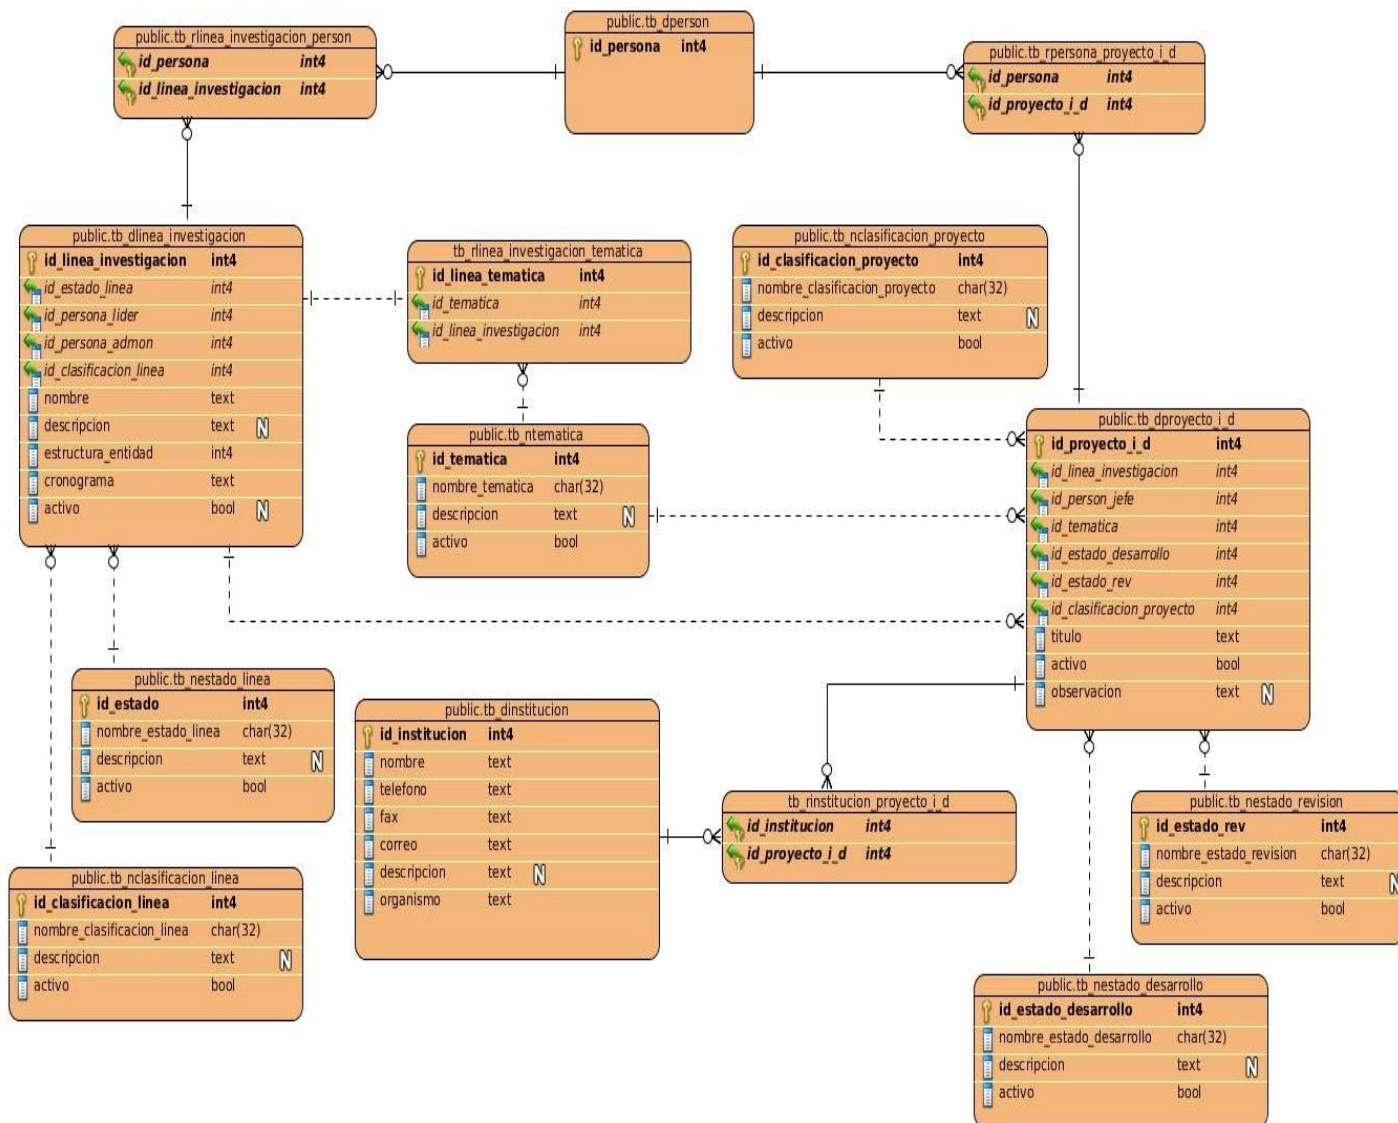 public.tb_rlinea_investigacion_person
id_persona int4
id_linea_investigacion int4
public.tb_dperson
id_persona int4
public.tb_rpersona_proyecto_i_d
id_persona int4
id_proyecto_i_d int4
public.tb_dlinea_investigacion
id_linea_investigacion int4
id_estado_linea int4
id_persona_lider int4
id_persona_admon int4
id_clasificacion_linea int4
nombre text
descripcion text N
estructura_entidad int4
cronograma text
activo bool N
tb_rlinea_investigacion_tematica
id_linea_tematica int4
id_tematica int4
id_linea_investigacion int4
public.tb_nclasificacion_proyecto
id_clasificacion_proyecto int4
nombre_clasificacion_proyecto char(32)
descripcion text N
activo bool
public.tb_ntematica
id_tematica int4
nombre_tematica char(32)
descripcion text N
activo bool
public.tb_dproyecto_i_d
id_proyecto_i_d int4
id_linea_investigacion int4
id_person_jefe int4
id_tematica int4
id_estado_desarrollo int4
id_estado_rev int4
id_clasificacion_proyecto int4
titulo text
activo bool
observacion text N
public.tb_nestado_linea
id_estado int4
nombre_estado_linea char(32)
descripcion text N
activo bool
public.tb_dinstitucion
id_institucion int4
nombre text
telefono text
fax text
correo text
descripcion text N
organismo text
tb_rinstitucion_proyecto_i_d
id_institucion int4
id_proyecto_i_d int4
public.tb_nestado_revision
id_estado_rev int4
nombre_estado_revision char(32)
descripcion text N
activo bool
public.tb_nclasificacion_linea
id_clasificacion_linea int4
nombre_clasificacion_linea char(32)
descripcion text N
activo bool
public.tb_nestado_desarrollo
id_estado_desarrollo int4
nombre_estado_desarrollo char(32)
descripcion text N
activo bool